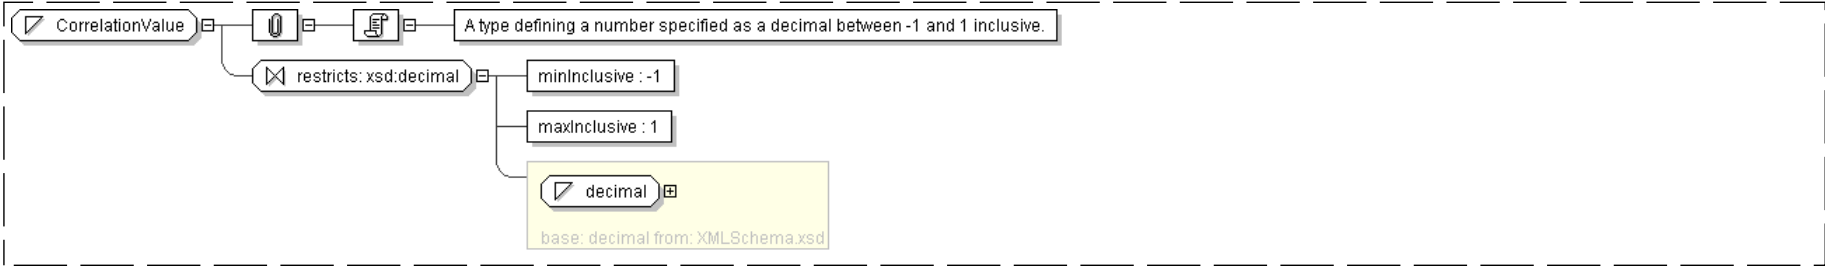 CorrelationValue
A type defining a number specified as a decimal between -1 and 1 inclusive.
restricts: xsd:decimal
minInclusive : -1
maxInclusive : 1
decimal
base: decimal from: XMLSchema.xsd